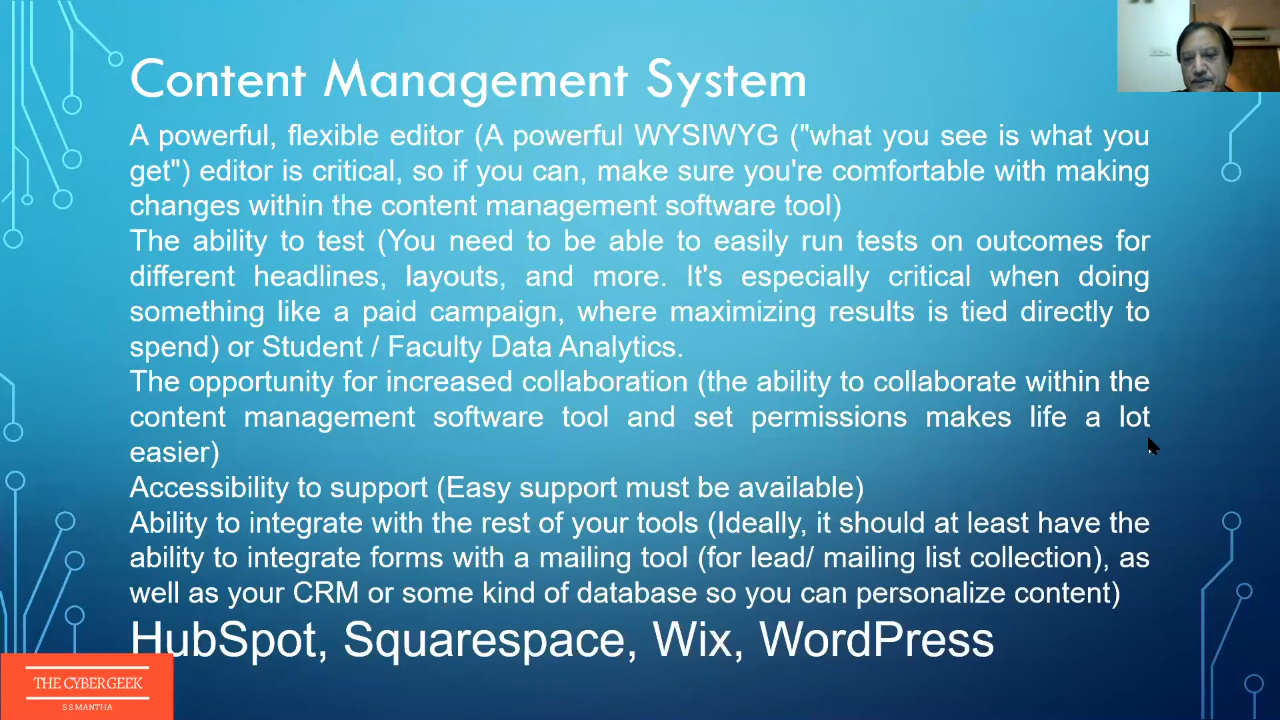 Content Management System
A powerful, flexible editor (A powerful WYSIWYG ("what you see is what you
get") editor is critical, so if you can, make sure you're comfortable with making
changes within the content management software tool)
The ability to test (You need to be able to easily run tests on outcomes for
different headlines, layouts, and more. It's especially critical when doing
something like a paid campaign, where maximizing results is tied directly to
spend) or Student / Faculty Data Analytics.
The opportunity for increased collaboration (the ability to collaborate within the
content management software tool and set permissions makes life a lot
easier)
Accessibility to support (Easy support must be available)
Ability to integrate with the rest of your tools (Ideally, it should at least have the
ability to integrate forms with a mailing tool (for lead/ mailing list collection), as
well as your CRM or some kind of database so you can personalize content)
HubSpot, Squarespace, Wix, WordPress
THE CYBERGEEK
S S MANTHA